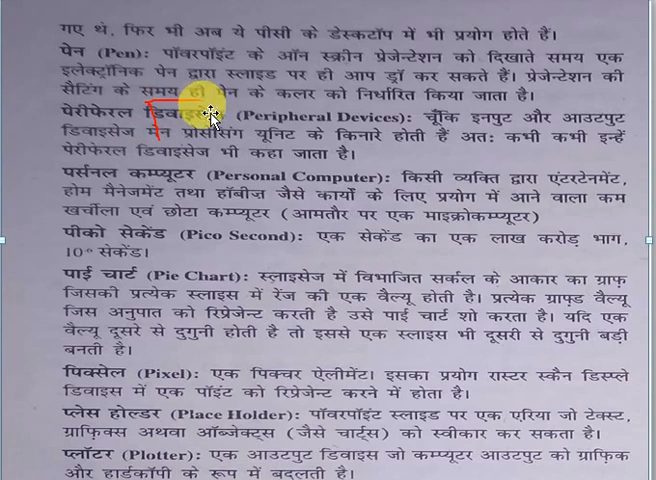 गए थे, फिर भी अब ये पीसी के डेस्कटॉप में भी प्रयोग होते हैं।
पेन (Pen): पॉवरपॉइंट के ऑन स्क्रीन प्रेजेन्टेशन को दिखाते समय एक
इलेक्ट्रॉनिक पेन द्वारा स्लाइड पर ही आप ड्रॉ कर सकते हैं। प्रेजेन्टेशन की
सैटिंग के समय ही पेन के कलर को निर्धारित किया जाता है।
पेरीफेरल डिवाइसेज (Peripheral Devices): चूँकि इनपुट और आउटपुट
डिवाइसेज मेन प्रोसेसिंग यूनिट के किनारे होती हैं अतः कभी कभी इन्हें
पेरीफेरल डिवाइसेज भी कहा जाता है।
पर्सनल कम्प्यूटर (Personal Computer): किसी व्यक्ति द्वारा एंटरटेनमेंट,
होम मैनेजमेंट तथा हॉबीज़ जैसे कार्यों के लिए प्रयोग में आने वाला कम
खर्चीला एवं छोटा कम्प्यूटर (आमतौर पर एक माइक्रोकम्प्यूटर)
पीको सेकेंड (Pico Second): एक सेकेंड का एक लाख करोड़ भाग,
सेकेंड।
पाई चार्ट (Pie Chart): स्लाइसेज में विभाजित सर्कल के आकार का ग्राफ़
जिसकी प्रत्येक स्लाइस में रेंज की एक वैल्यू होती है। प्रत्येक ग्राफ्ड वैल्यू
जिस अनुपात को रिप्रेजेन्ट करती है उसे पाई चार्ट शो करता है। यदि एक
वैल्यू दूसरे से दुगुनी होती है तो इससे एक स्लाइस भी दूसरी से दुगुनी बड़ी
बनती है।
पिक्सेल (Pixel): एक पिक्चर ऐलीमेंट। इसका प्रयोग रास्टर स्कैन डिस्प्ले
डिवाइस में एक पॉइंट को रिप्रेजेन्ट करने में होता है।
प्लेस होल्डर (Place Holder): पॉवरपॉइंट स्लाइड पर एक एरिया जो टेक्स्ट,
ग्राफ़िक्स अथवा ऑब्जेक्ट्स (जैसे चार्ट्स) को स्वीकार कर सकता है।
प्लॉटर (Plotter): एक आउटपुट डिवाइस जो कम्प्यूटर आउटपुट को ग्राफ़िक
और हार्डकॉपी के रूप में बदलती है।